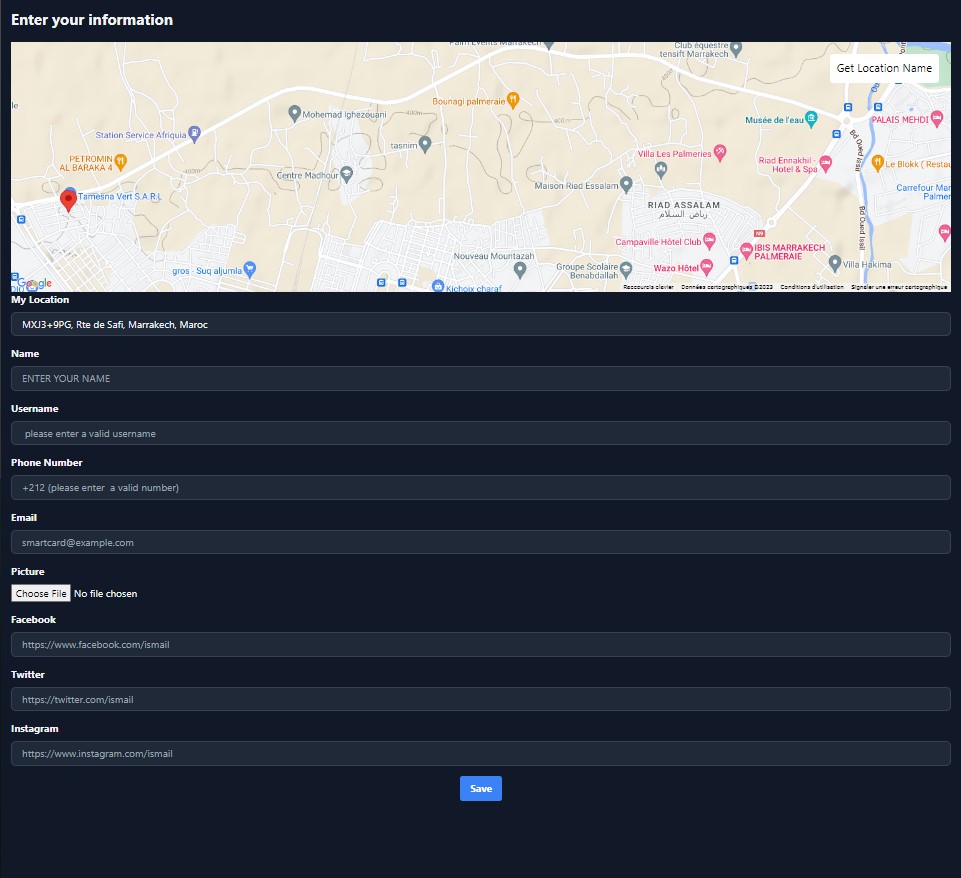 Enter your information
Palm Events Marrakech
Club équestre
tensift Marrakech
Get Location Name
Bounagi palmeraie
Mohemad Ighezouani
Station Service Afriquia
Musée de l'eau
PALAIS MEHDI
tasnim
PETROMIN
AL BARAKA 4
Centre Madhour
Villa Les Palmeries
Riad Ennakhil -
Hotel & Spa
Bd Oued Issil
Le Blokk ( Restau
Maison Riad Essalam
Carrefour Mar
Palmer
Tamesna Vert S.A.R.L
RIAD ASSALAM
رياض السلام
Bd Oued Issil
N9
Campaville Hôtel Club
IBIS MARRAKECH
PALMERAIE
Nouveau Mountazah
Wazo Hôtel
Groupe Scolaire
Benabdallah
Villa Hakima
gros - Suq aljumla
Kichoix charaf
Google
Raccourcis clavier
Données cartographiques ©2023
Conditions d'utilisation
Signaler une erreur cartographique
My Location
MXJ3+9PG, Rte de Safi, Marrakech, Maroc
Name
ENTER YOUR NAME
Username
please enter a valid username
Phone Number
+212 (please enter  a valid number)
Email
smartcard@example.com
Picture
Choose File No file chosen
Facebook
https://www.facebook.com/ismail
Twitter
https://twitter.com/ismail
Instagram
https://www.instagram.com/ismail
Save